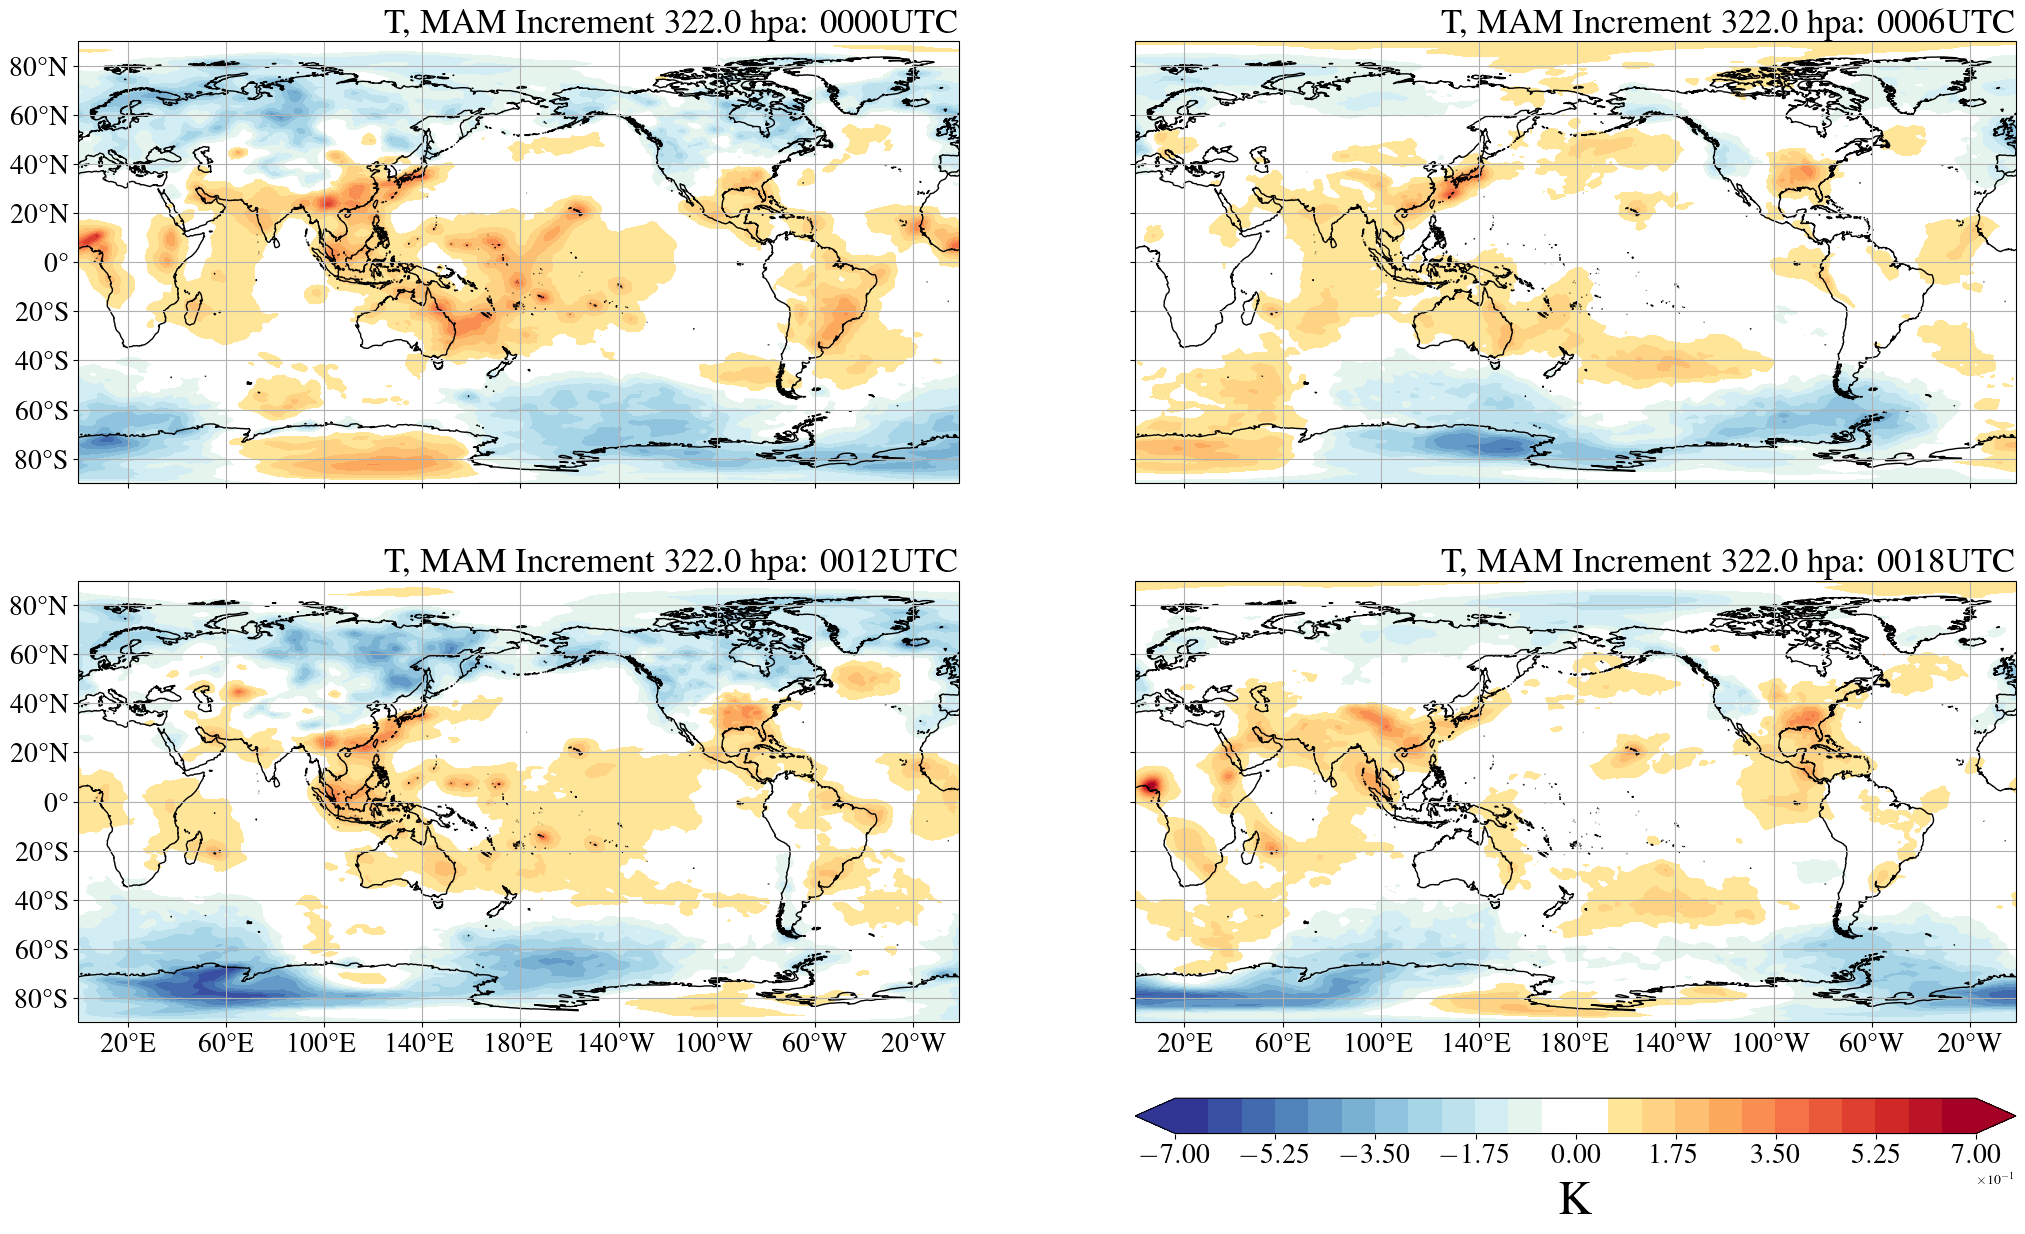 T, MAM Increment 322.0 hpa: 0000UTC
T, MAM Increment 322.0 hpa: 0006UTC
80°N
60°N
40°N
20°N
0°
20°S
40°S
60°S
80°S
T, MAM Increment 322.0 hpa: 0012UTC
T, MAM Increment 322.0 hpa: 0018UTC
80°N
60°N
40°N
20°N
0°
20°S
40°S
60°S
80°S
20°E 60°E 100°E 140°E 180°E 140°W 100°W 60°W 20°W
20°E 60°E 100°E 140°E 180°E 140°W 100°W 60°W 20°W
−7.00 −5.25 −3.50 −1.75 0.00 1.75 3.50 5.25 7.00
×10⁻¹
K